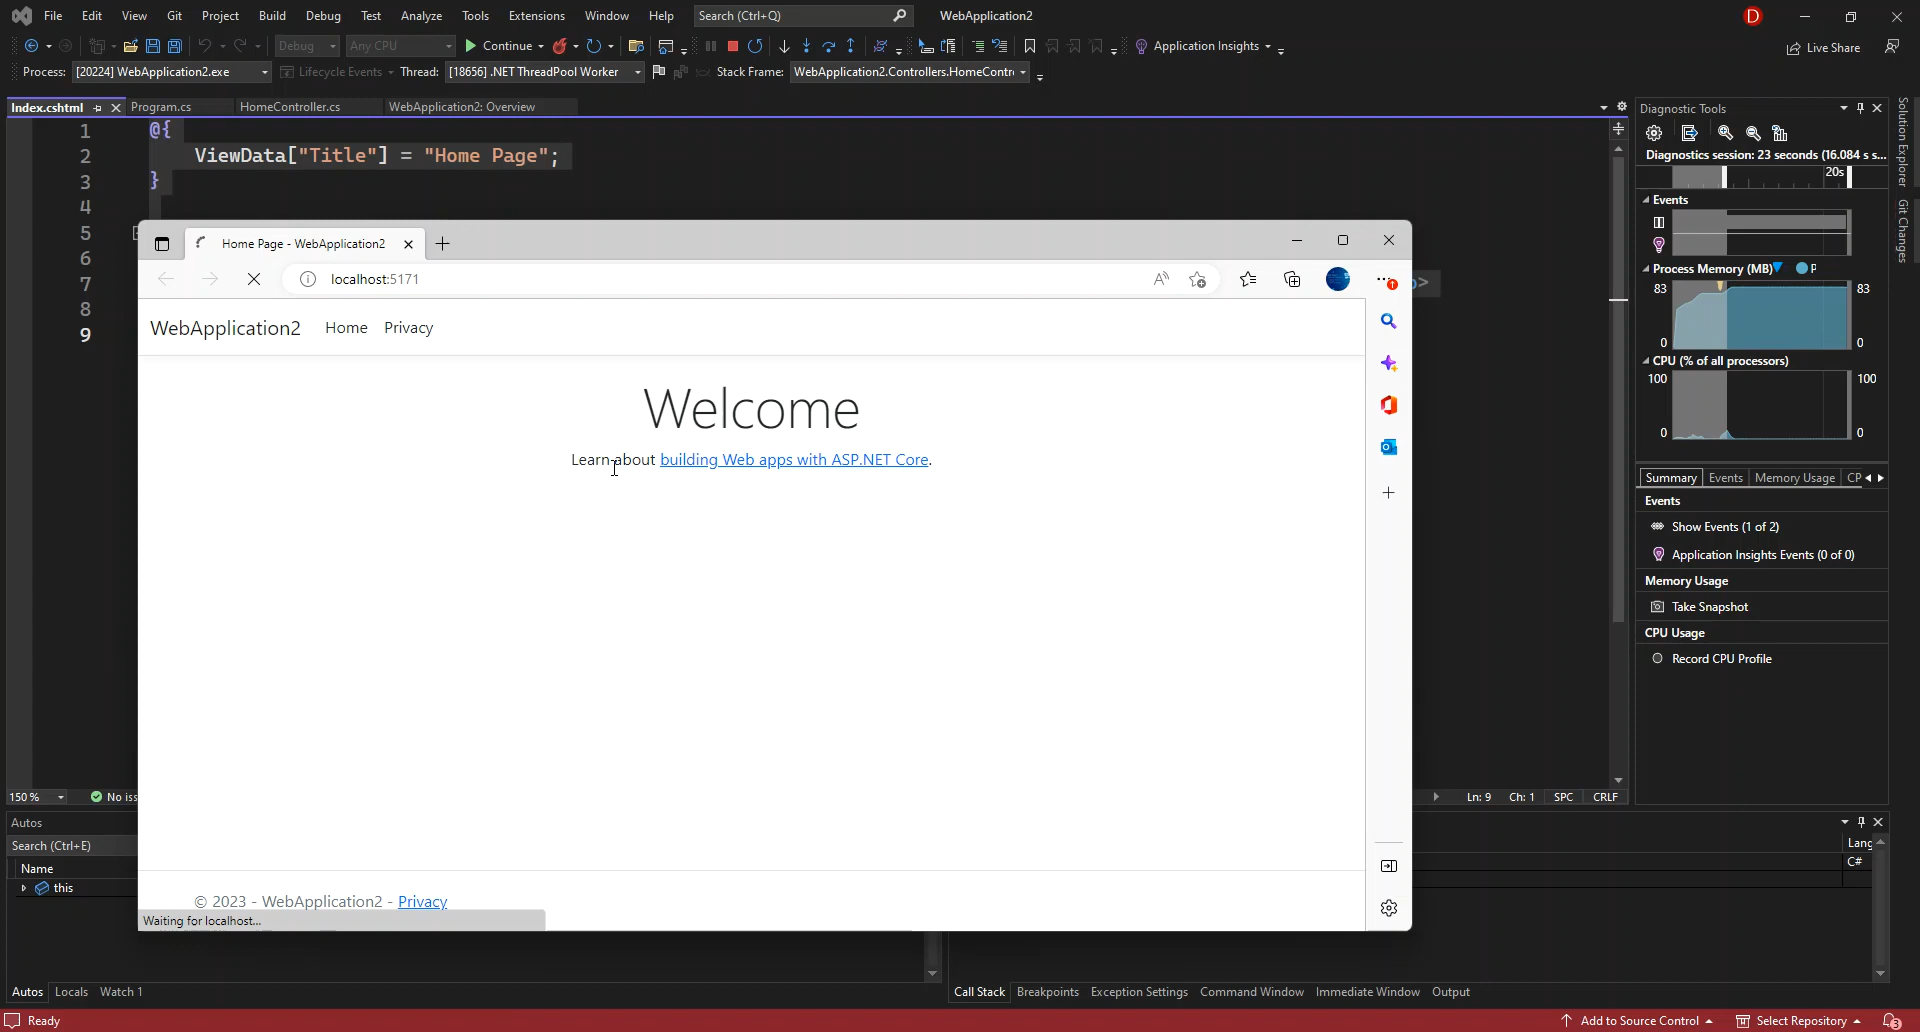 File Edit View Git Project Build Debug Test Analyze Tools Extensions Window Help Search (Ctrl+Q) WebApplication2 D
Debug Any CPU Continue Application Insights Live Share
Process: [20224] WebApplication2.exe Lifecycle Events Thread: [18656] .NET ThreadPool Worker Stack Frame: WebApplication2.Controllers.HomeContr
Index.cshtml Program.cs HomeController.cs WebApplication2: Overview
1 @{
2 ViewData["Title"] = "Home Page";
3 }
4
5
6
7
8
9
Home Page - WebApplication2
localhost:5171
>
WebApplication2 Home Privacy
Welcome
Learn about building Web apps with ASP.NET Core.
© 2023 - WebApplication2 - Privacy
Waiting for localhost...
Diagnostic Tools
Diagnostics session: 23 seconds (16.084 s s...
20s
Events
Process Memory (MB) P
83 83
0 0
CPU (% of all processors)
100 100
0 0
Summary Events Memory Usage CP
Events
Show Events (1 of 2)
Application Insights Events (0 of 0)
Memory Usage
Take Snapshot
CPU Usage
Record CPU Profile
Solution Explorer
Git Changes
150 % No iss Ln: 9 Ch: 1 SPC CRLF
Autos
Search (Ctrl+E)
Name
this
Lang
C#
Autos Locals Watch 1
Call Stack Breakpoints Exception Settings Command Window Immediate Window Output
Ready Add to Source Control Select Repository 3